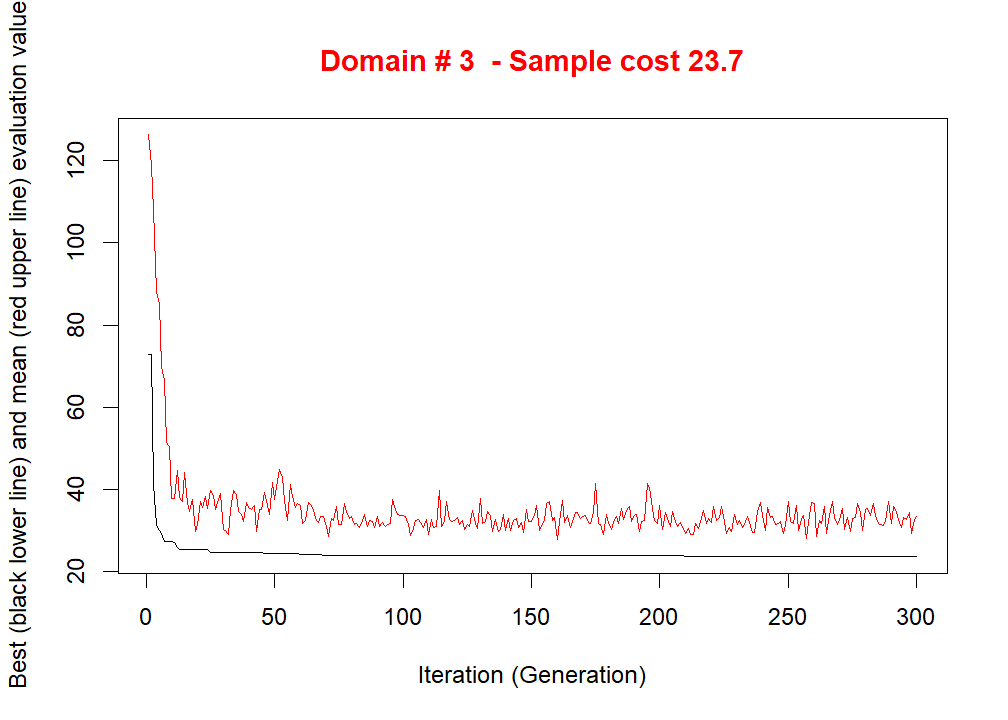 Domain # 3  - Sample cost 23.7
Best (black lower line) and mean (red upper line) evaluation value
120
100
80
60
40
20
0 50 100 150 200 250 300
Iteration (Generation)